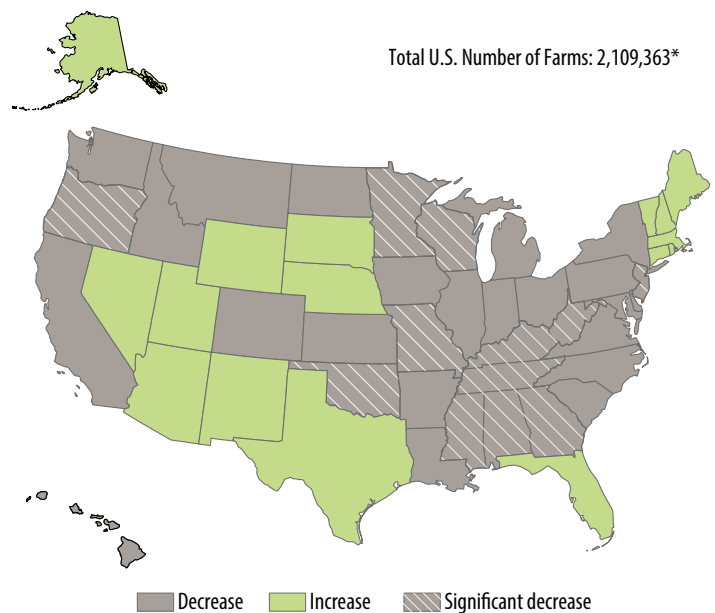 Total U.S. Number of Farms: 2,109,363*
Decrease Increase Significant decrease